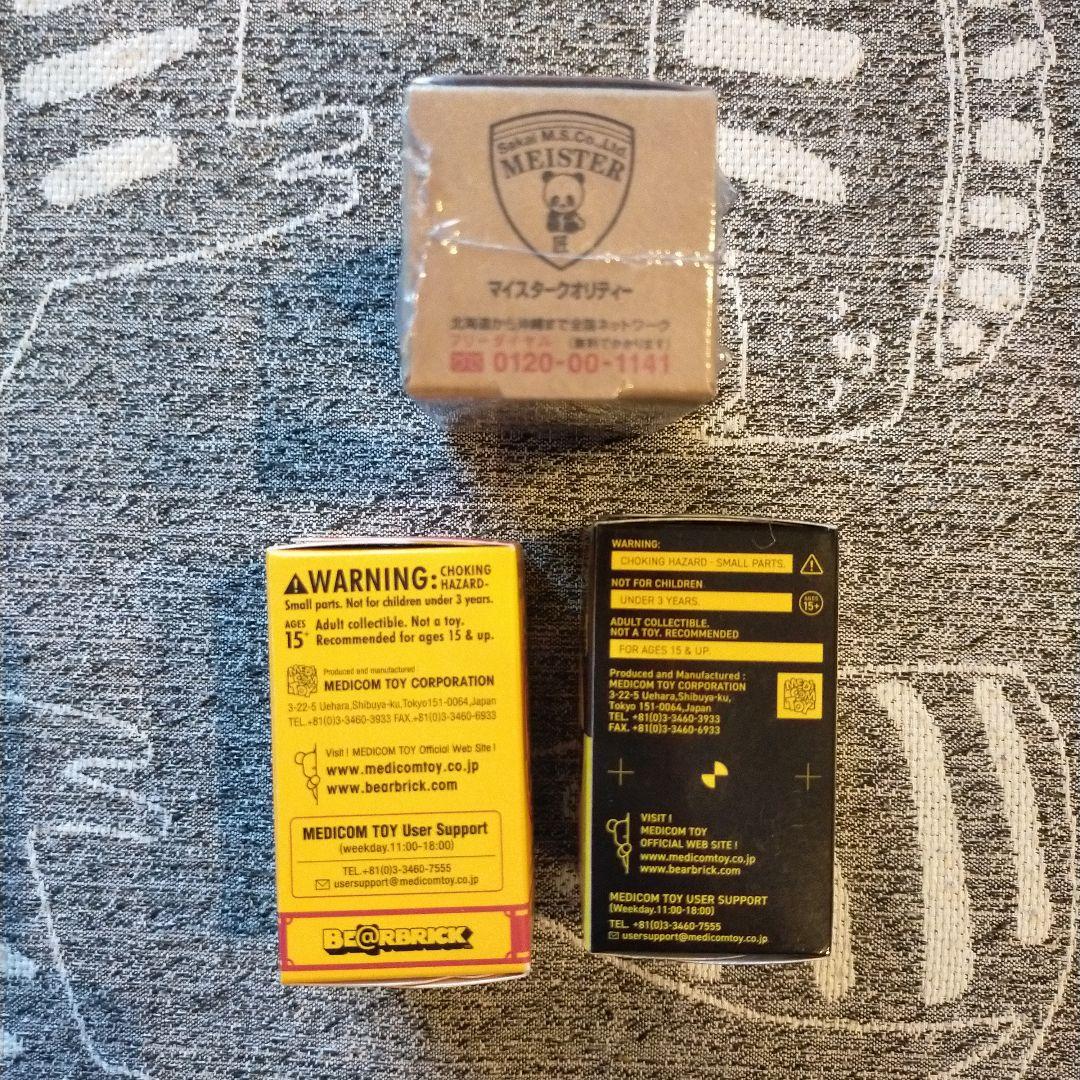 Sakai M.S.Co.,Ltd.
MEISTER
匠
マイスタークオリティー
北海道から沖縄まで全国ネットワーク
フリーダイヤル (無料でかかります)
0120-00-1141
WARNING: CHOKING HAZARD-
Small parts. Not for children under 3 years.
AGES 15+ Adult collectible. Not a toy.
Recommended for ages 15 & up.
Produced and manufactured
MEDICOM TOY CORPORATION
3-22-5 Uehara,Shibuya-ku,Tokyo151-0064,Japan
TEL.+81(0)3-3460-3933 FAX.+81(0)3-3460-6933
Visit ! MEDICOM TOY Official Web Site !
www.medicomtoy.co.jp
www.bearbrick.com
MEDICOM TOY User Support
(weekday.11:00-18:00)
TEL.+81(0)3-3460-7555
usersupport@medicomtoy.co.jp
BE@RBRICK
WARNING:
CHOKING HAZARD - SMALL PARTS.
NOT FOR CHILDREN
UNDER 3 YEARS.
AGES 15+
ADULT COLLECTIBLE.
NOT A TOY. RECOMMENDED
FOR AGES 15 & UP.
Produced and Manufactured :
MEDICOM TOY CORPORATION
3-22-5 Uehara,Shibuya-ku,
Tokyo 151-0064,Japan
TEL. +81(0)3-3460-3933
FAX. +81(0)3-3460-6933
MEDICOM TOY
VISIT !
MEDICOM TOY
OFFICIAL WEB SITE !
www.medicomtoy.co.jp
www.bearbrick.com
MEDICOM TOY USER SUPPORT
(Weekday.11:00-18:00)
TEL. +81(0)3-3460-7555
usersupport@medicomtoy.co.jp